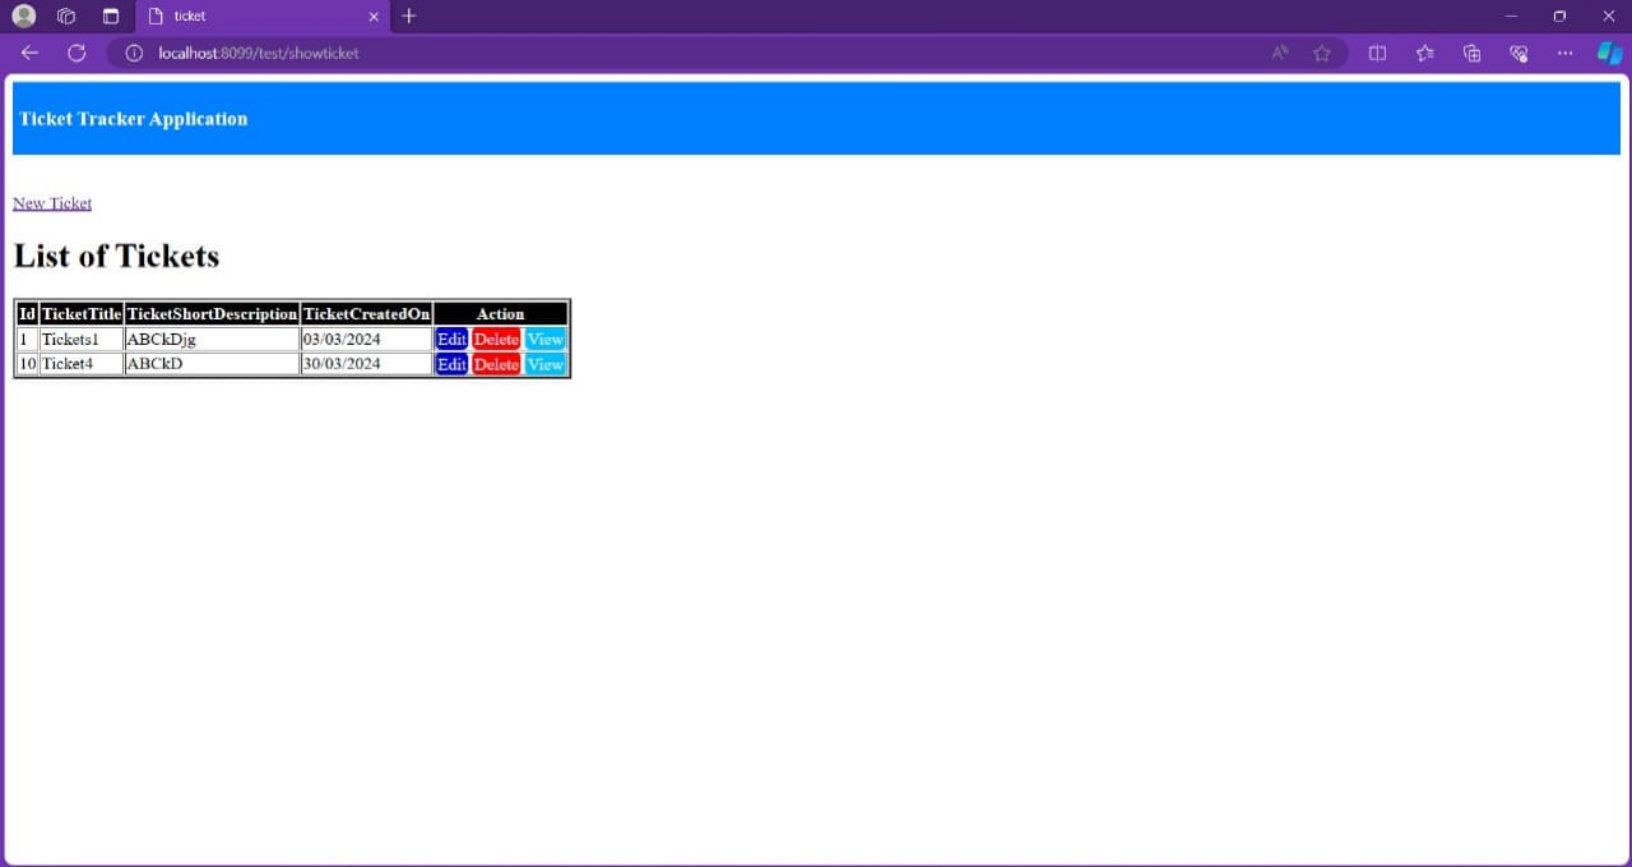 ticket
localhost:8099/test/showticket
Ticket Tracker Application
New Ticket
List of Tickets
Id TicketTitle TicketShortDescription TicketCreatedOn Action
1 Tickets1 ABCkDjg 03/03/2024 Edit Delete View
10 Ticket4 ABCkD 30/03/2024 Edit Delete View